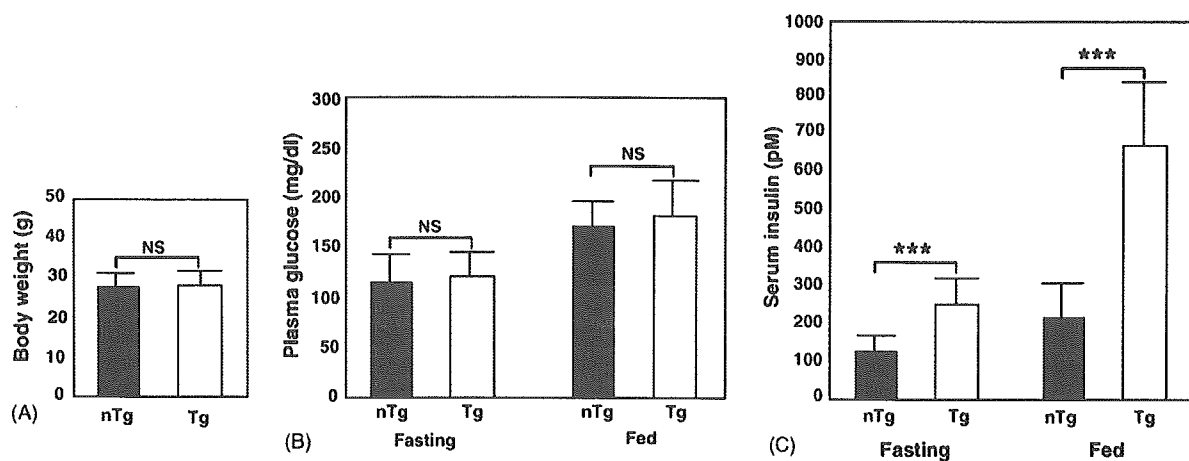 (A)
Body weight (g)
50
40
30
20
10
0
NS
nTg
Tg
(B)
Plasma glucose (mg/dl)
300
250
200
150
100
50
0
NS
NS
nTg
Tg
nTg
Tg
Fasting
Fed
(C)
Serum insulin (pM)
1000
900
800
700
600
500
400
300
200
100
0
***
***
nTg
Tg
nTg
Tg
Fasting
Fed